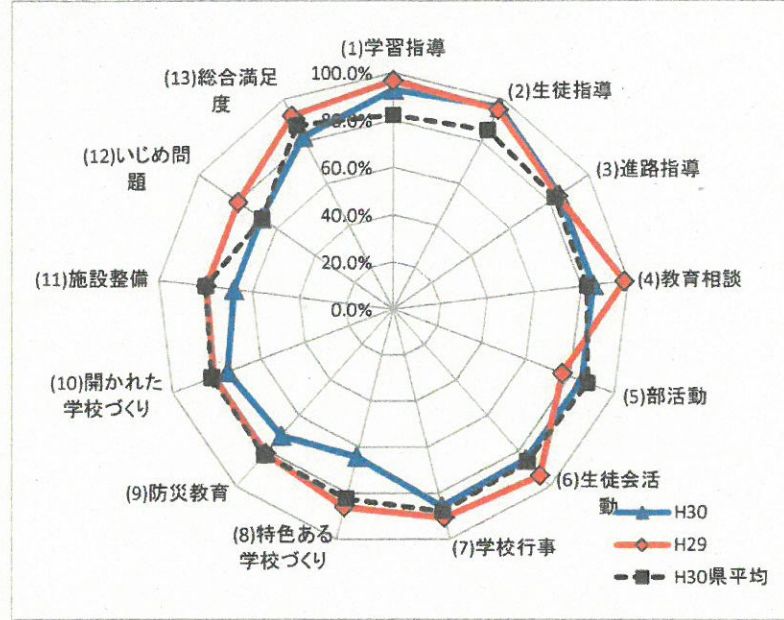 (1)学習指導
100.0%
(2)生徒指導
(13)総合満足
度
80.0%
(3)進路指導
(12)いじめ問
題
60.0%
40.0%
(4)教育相談
(11)施設整備
20.0%
0.0%
(5)部活動
(10)開かれた
学校づくり
(6)生徒会活
動
(9)防災教育
(8)特色ある
学校づくり
(7)学校行事
H30
H29
H30県平均